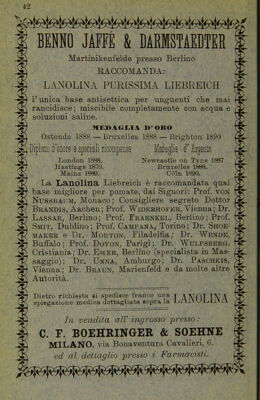 42
BENNO JAFFÉ & DARMSTAEDTER
Martinikenfelde presso Berlino
RACCOMANDA:
LANOLINA PURISSIMA LIEBREICH
l'unica base antisettica per unguenti che mai
rancidisce; miscibile completamente con acqua e
soluzioni saline.
MEDAGLIA D'ORO
Ostenda 1888 — Bruxelles 1888 — Brighton 1890
Diplomi d'onore e speciali ricompense
Medaglie d'Argento
London 1888.
Hastings 1889.
Mainz 1889.
Newcastle on Tyne 1887
Bruxelles 1888.
Cöln 1890.
La Lanolina Liebreich è raccomandata qual
base migliore per pomate, dai Signori: Prof. VON
NUSSBAUM, Monaco; Consigliere segreto Dottor
BRANDIS, Aachen; Prof. WIDERHOFER, Vienna; Dr.
LASSAR, Berlino; Prof. FRAENKEL, Berlino; Prof.
SMIT, Dublino; Prof. CAMPANA, Torino; Dr. SHOE-
MAKER e Dr. MORTON, Filadelfia; Dr. WENDE,
Buffalo; Prof. DOYON, Parigi; Dr. WULFSBERG,
Cristiania; Dr. EWER, Berlino (specialista in Mas-
saggio); Dr. UNNA, Amburgo; Dr. PASCHKIS,
Vienna; Dr. BRAUN, Marienfeld e da molte altre
Autorità.
Dietro richiesta si spedisce franco una
spiegazione medica dettagliata sopra la LANOLINA
In vendita all'ingrosso presso:
C. F. BOEHRINGER & SOEHNE
MILANO, via Bonaventura Cavalieri, 6.
ed al dettaglio presso i Farmacisti.